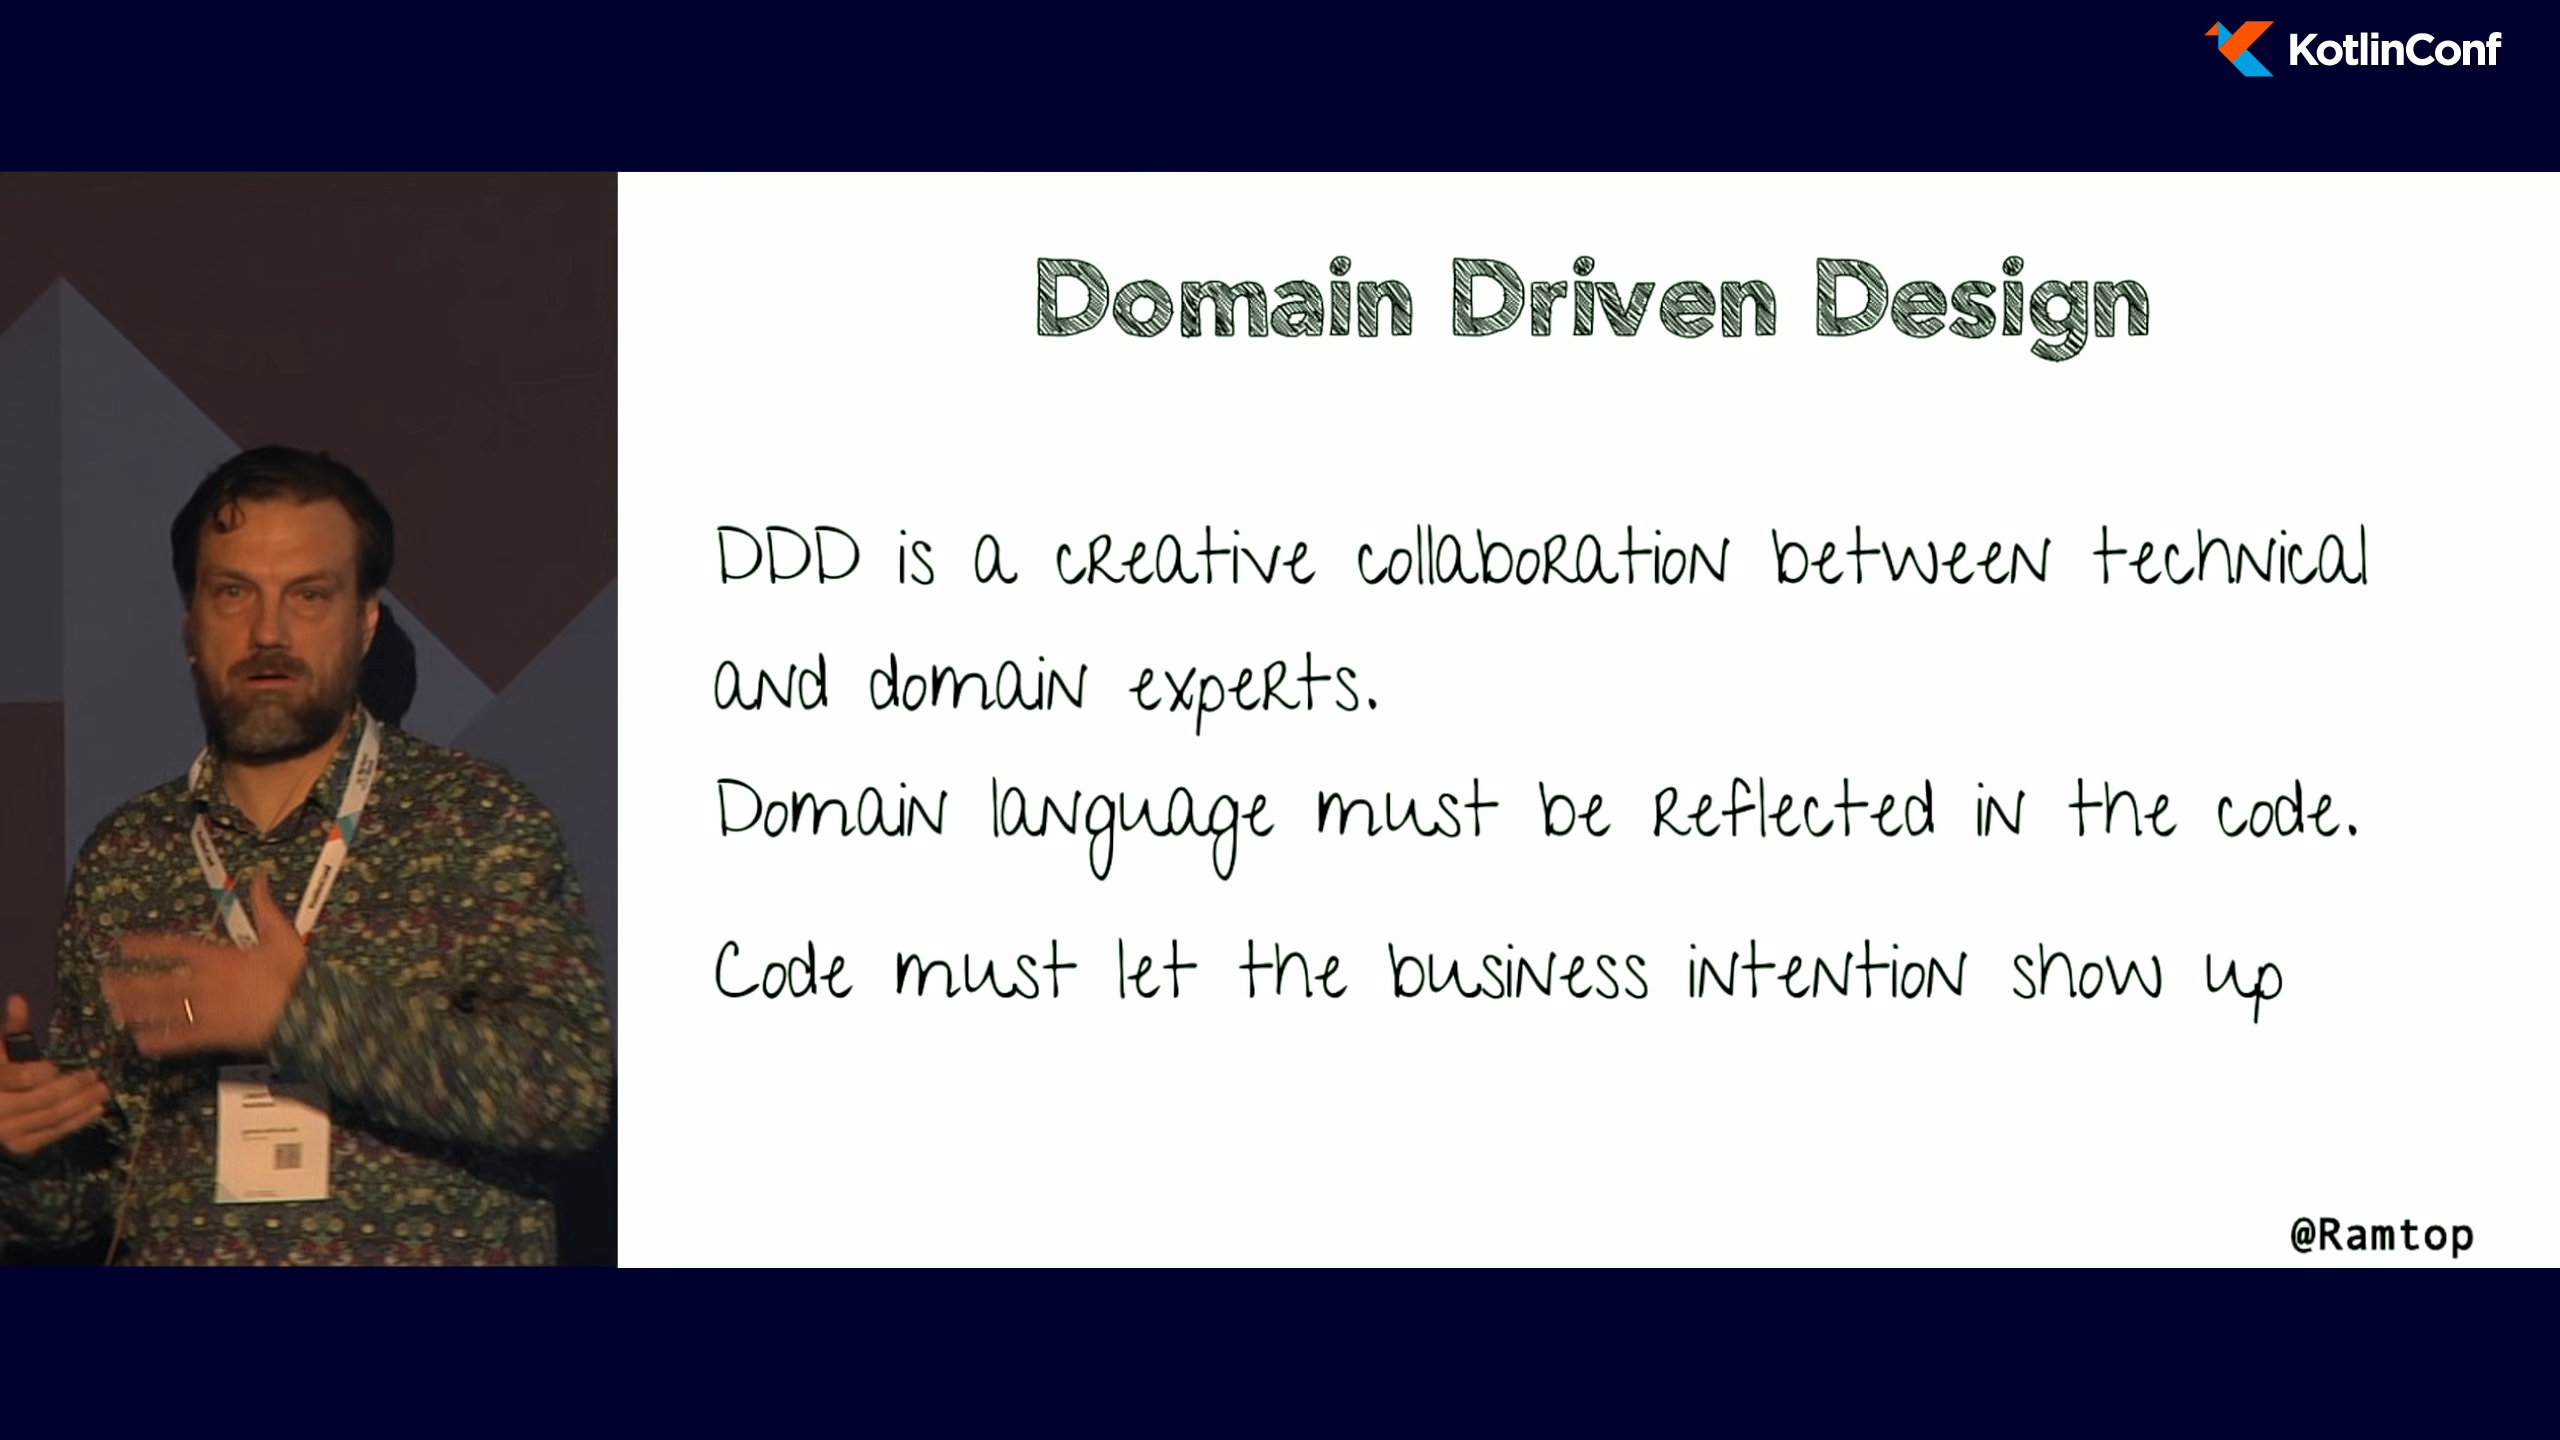 KotlinConf
Domain Driven Design
DDD is a creative collaboration between technical
and domain experts.
Domain language must be reflected in the code.
Code must let the business intention show up
@Ramtop